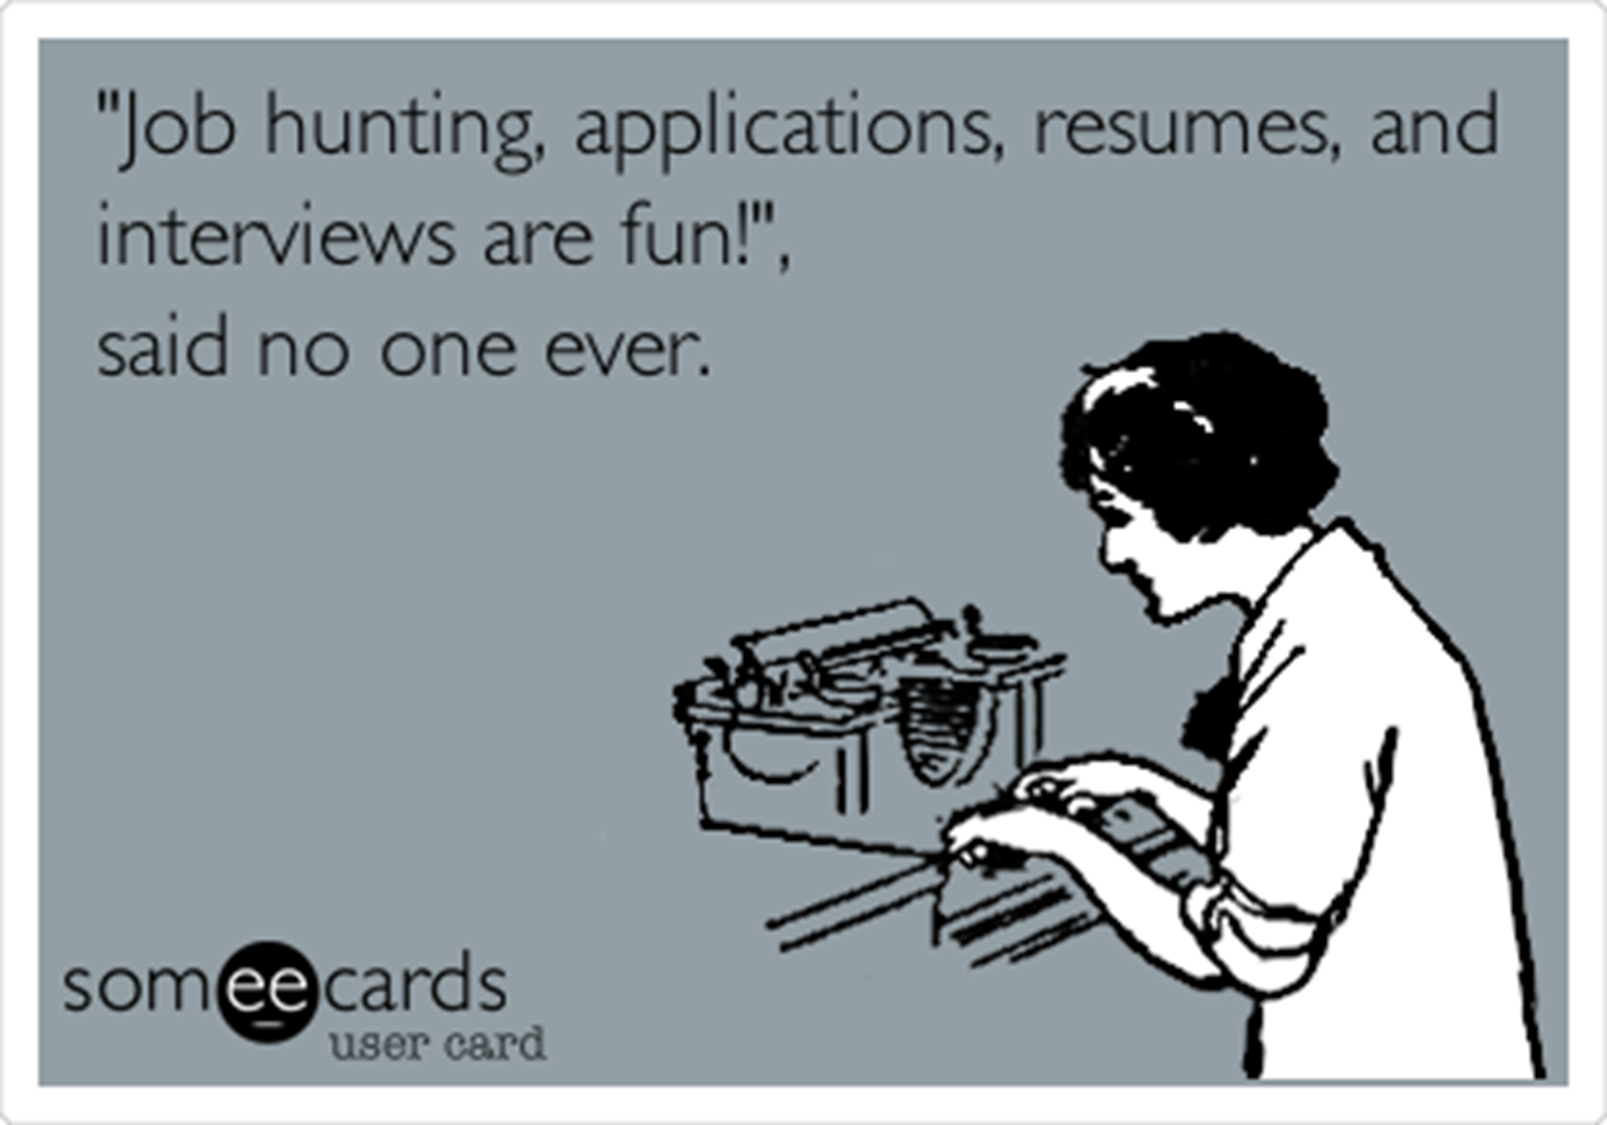 "Job hunting, applications, resumes, and
interviews are fun!",
said no one ever.
someecards
user card